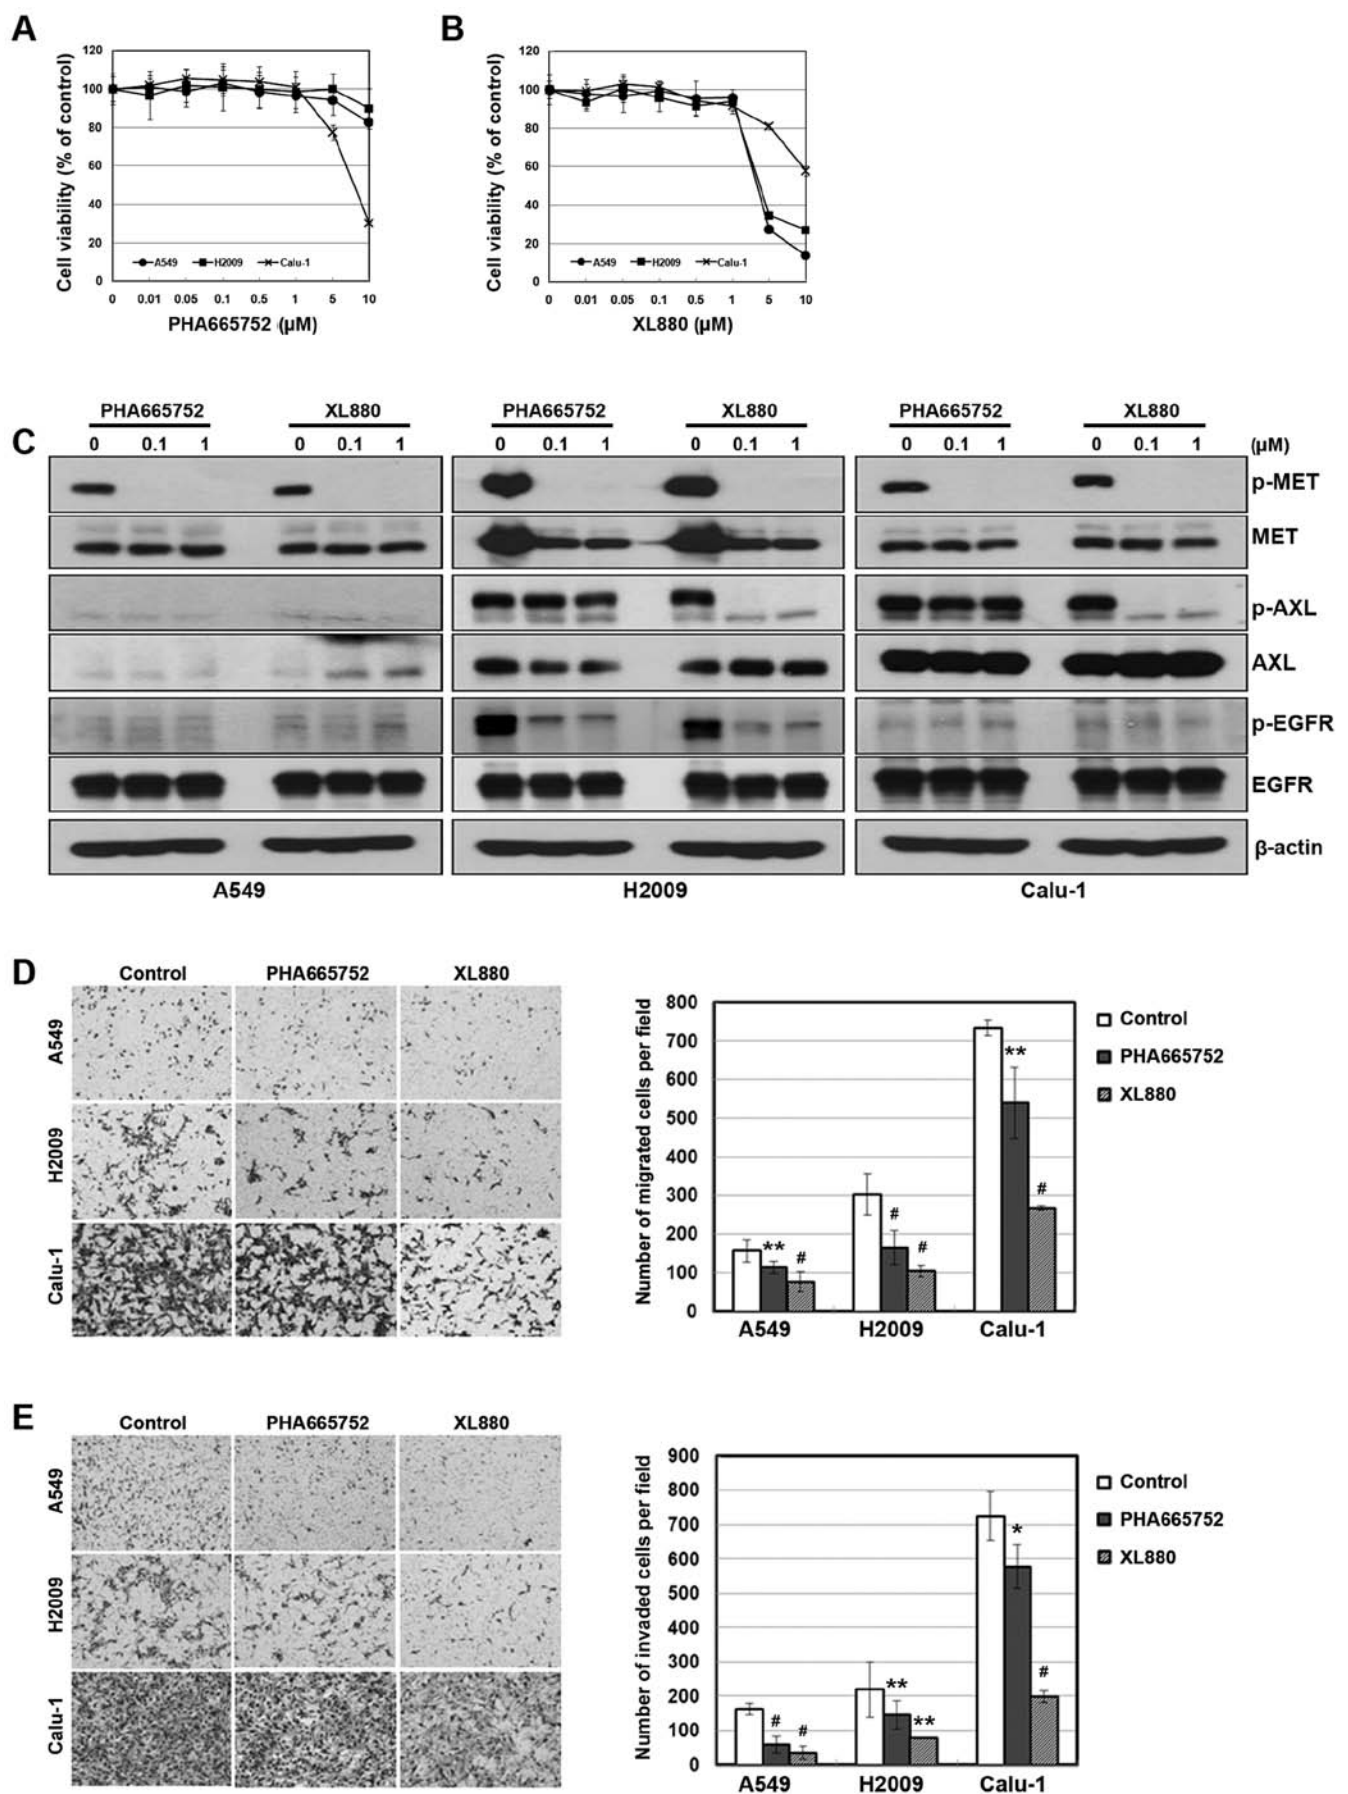 A
B
120
100
80
60
40
20
0
Cell viability (% of control)
A549 H2009 Calu-1
0 0.01 0.05 0.1 0.5 1 5 10
PHA665752 (µM)
120
100
80
60
40
20
0
Cell viability (% of control)
A549 H2009 Calu-1
0 0.01 0.05 0.1 0.5 1 5 10
XL880 (µM)
C
PHA665752 XL880 PHA665752 XL880 PHA665752 XL880
0 0.1 1 0 0.1 1 0 0.1 1 0 0.1 1 0 0.1 1 0 0.1 1 (µM)
p-MET
MET
p-AXL
AXL
p-EGFR
EGFR
β-actin
A549 H2009 Calu-1
D
Control PHA665752 XL880
A549
H2009
Calu-1
Number of migrated cells per field
800
700
600
500
400
300
200
100
0
** #
# #
** #
A549 H2009 Calu-1
Control
PHA665752
XL880
E
Control PHA665752 XL880
A549
H2009
Calu-1
Number of invaded cells per field
900
800
700
600
500
400
300
200
100
0
# #
** **
* #
A549 H2009 Calu-1
Control
PHA665752
XL880